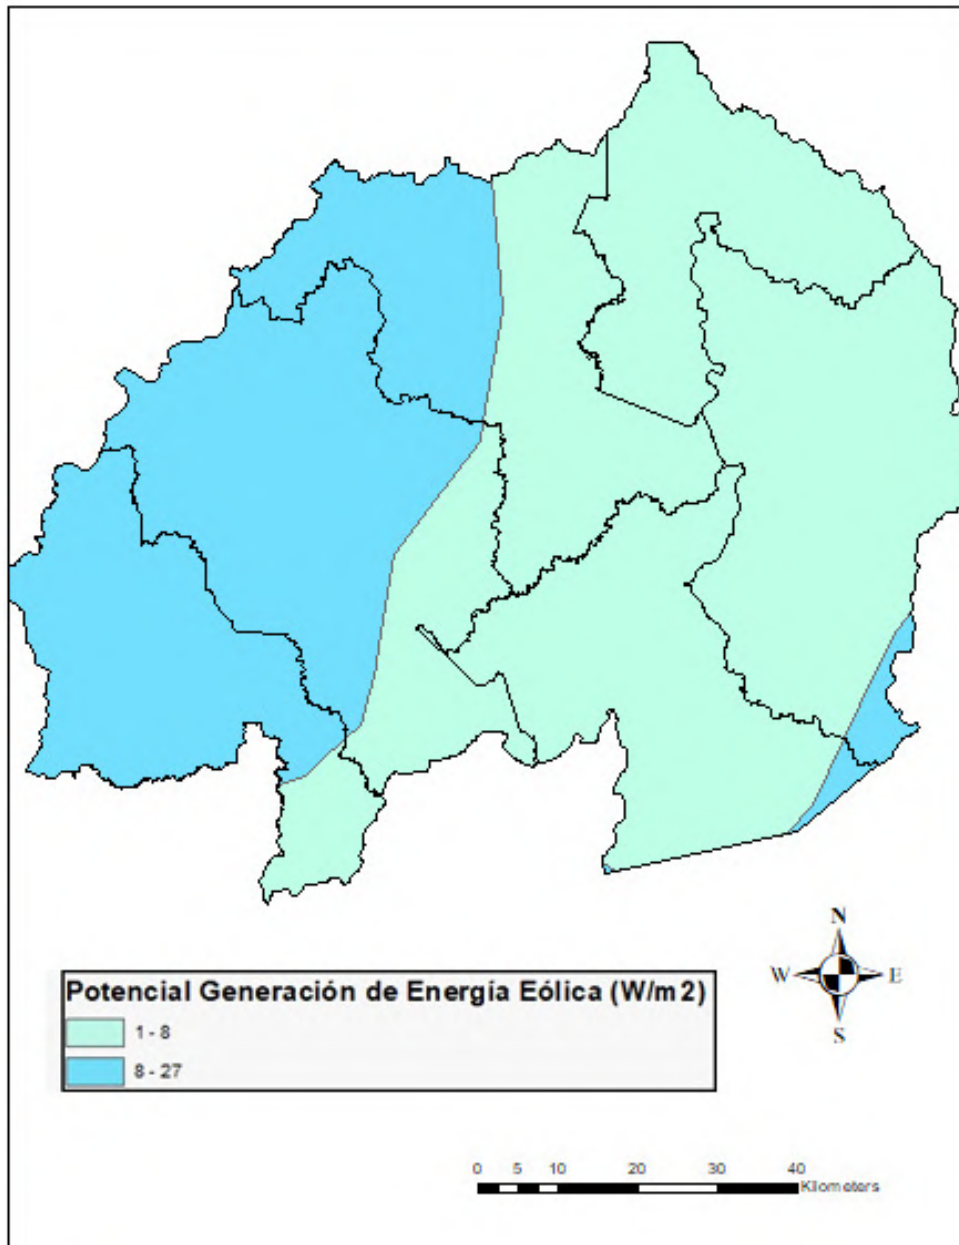 N
W E
S
Potencial Generación de Energía Eólica (W/m2)
1 - 8
8 - 27
0 5 10 20 30 40
Kilometers